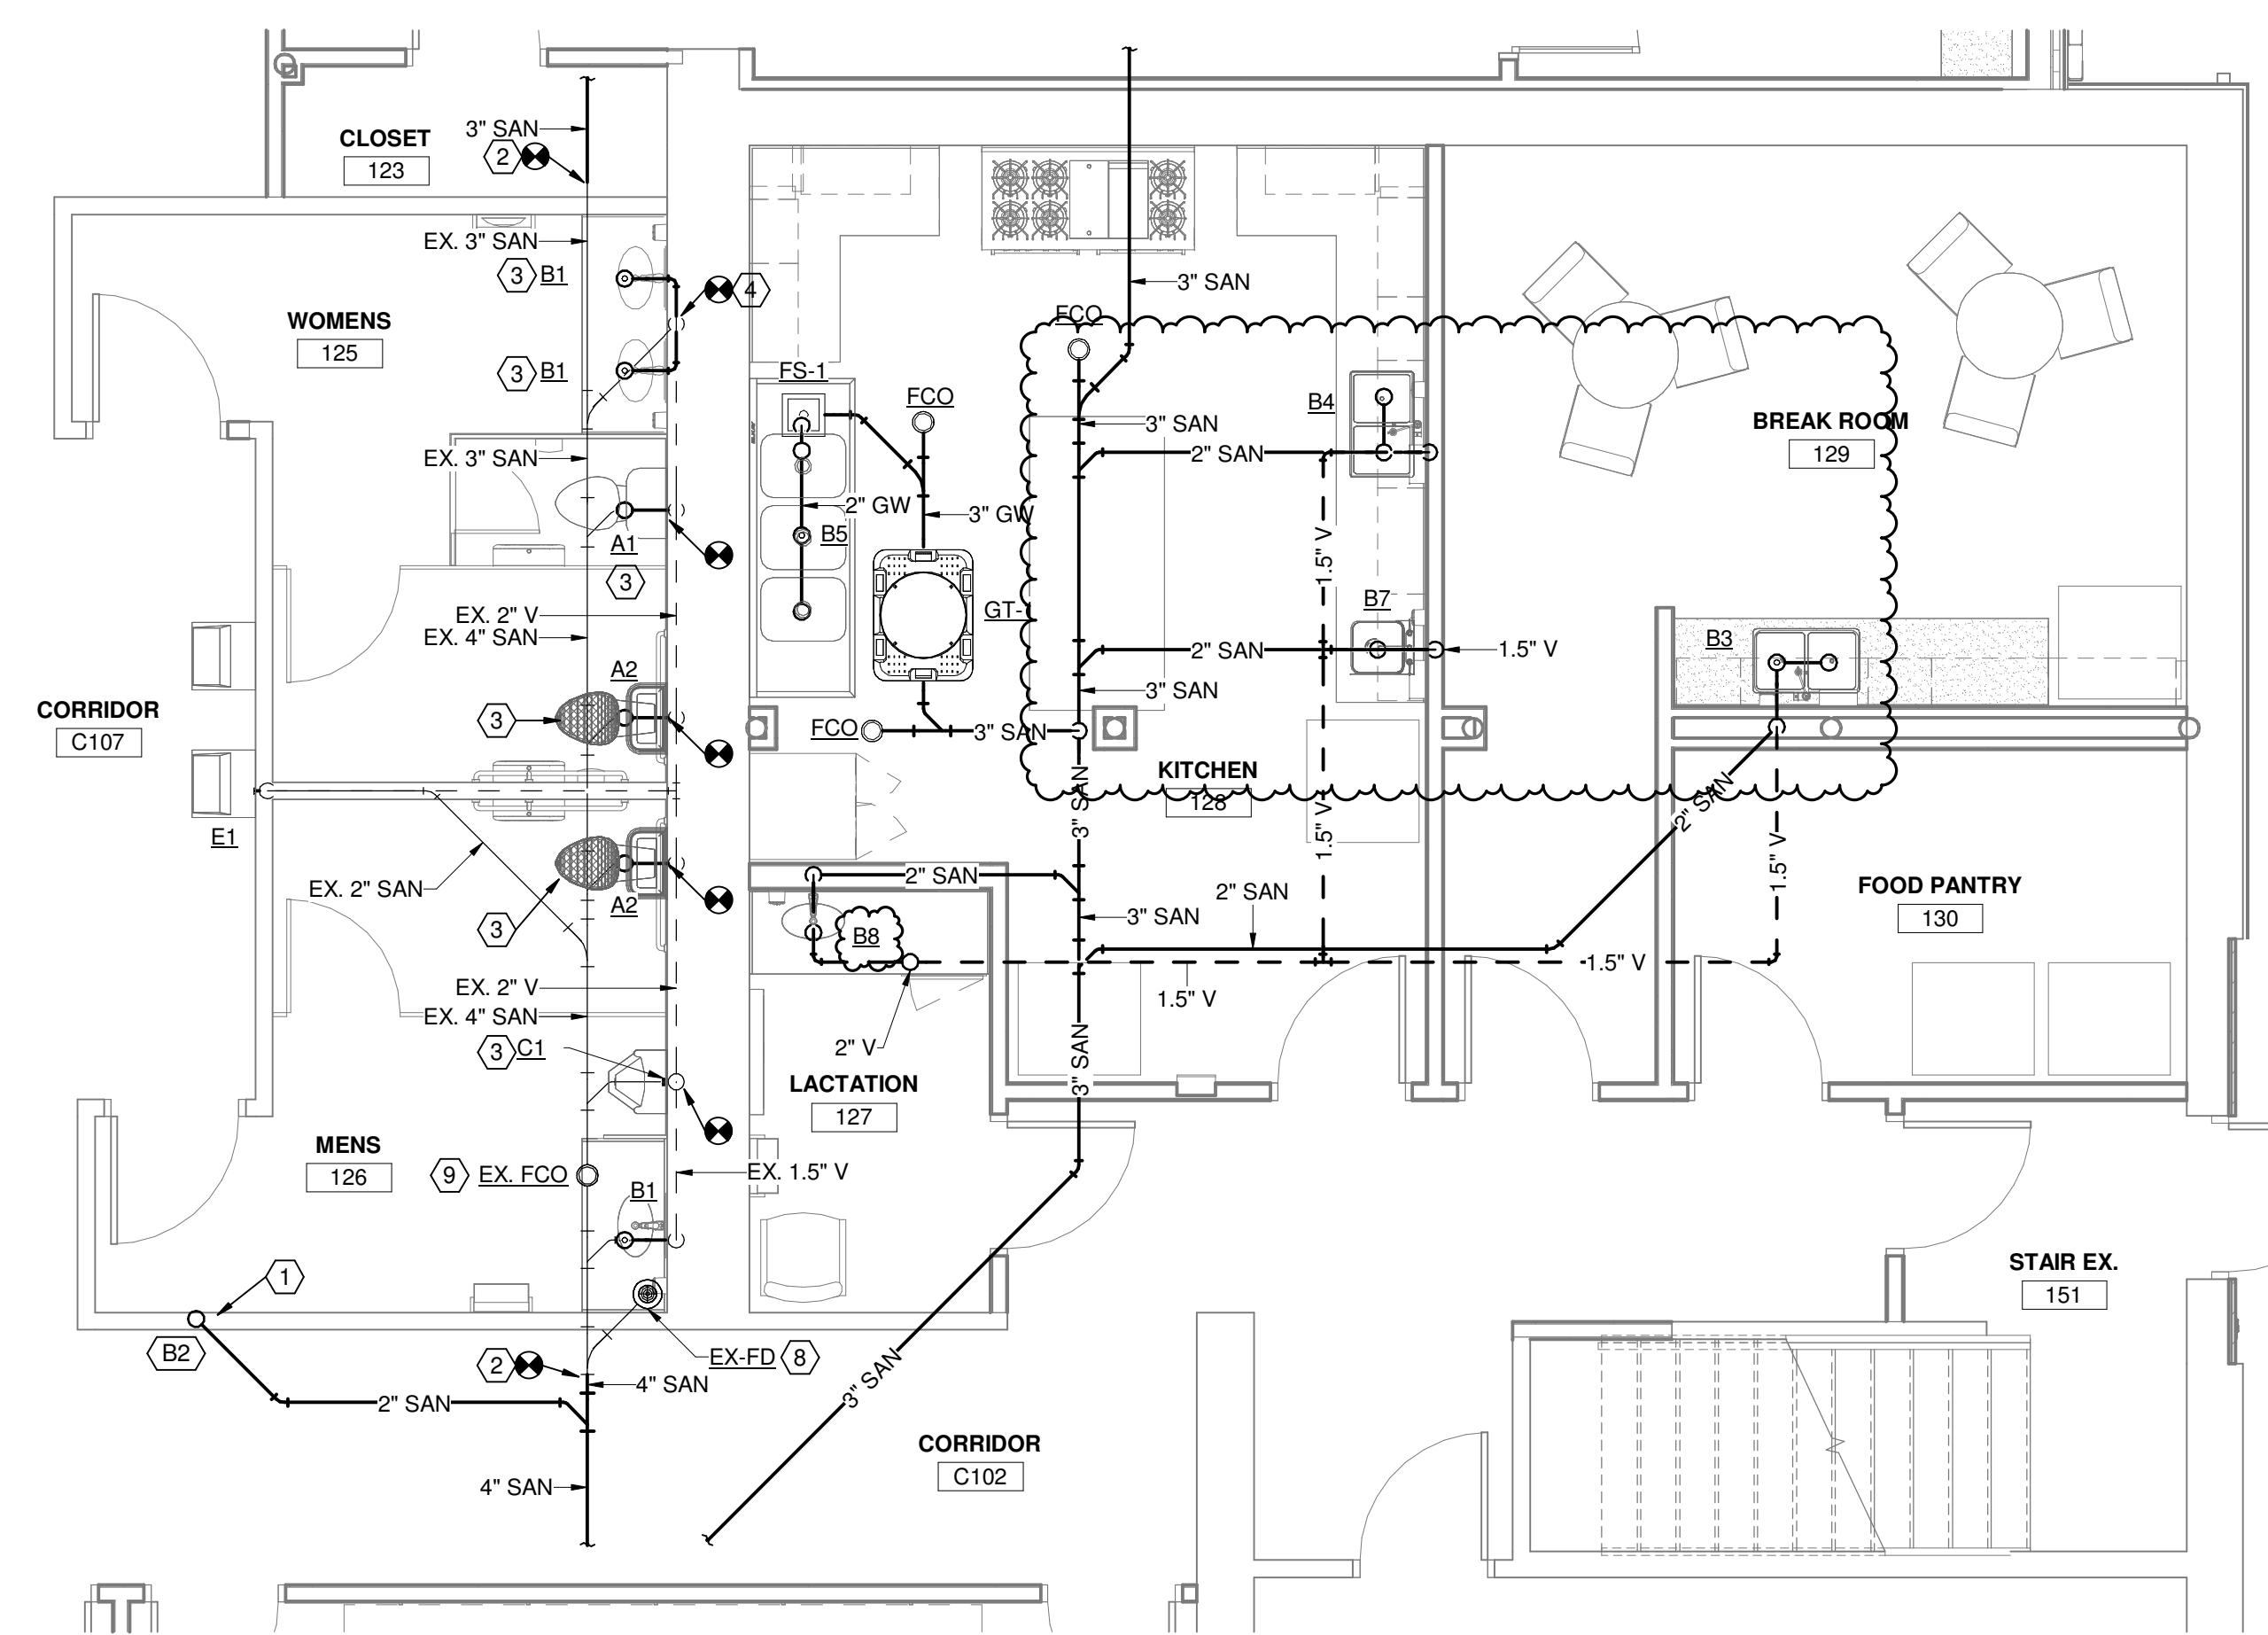 3" SAN
CLOSET
2
123
EX. 3" SAN
3 B1
4
3" SAN
WOMENS
FCO
125
3 B1
FS-1
FCO
B4
BREAK ROOM
3" SAN
2" SAN
129
EX. 3" SAN
2" GW
3" GW
B5
A1
1.5" V
3
B7
GT-
EX. 2" V
EX. 4" SAN
B3
2" SAN
1.5" V
A2
3" SAN
CORRIDOR
3
FCO
3" SAN
C107
KITCHEN
128
3" SAN
2" SAN
1.5" V
E1
1.5" V
EX. 2" SAN
2" SAN
2" SAN
FOOD PANTRY
A2
3" SAN
130
3
B8
1.5" V
EX. 2" V
1.5" V
EX. 4" SAN
2" V
3 C1
3" SAN
LACTATION
127
MENS
126
9 EX. FCO
EX. 1.5" V
B1
STAIR EX.
1
151
B2
2
EX-FD 8
4" SAN
3" SAN
2" SAN
CORRIDOR
C102
4" SAN